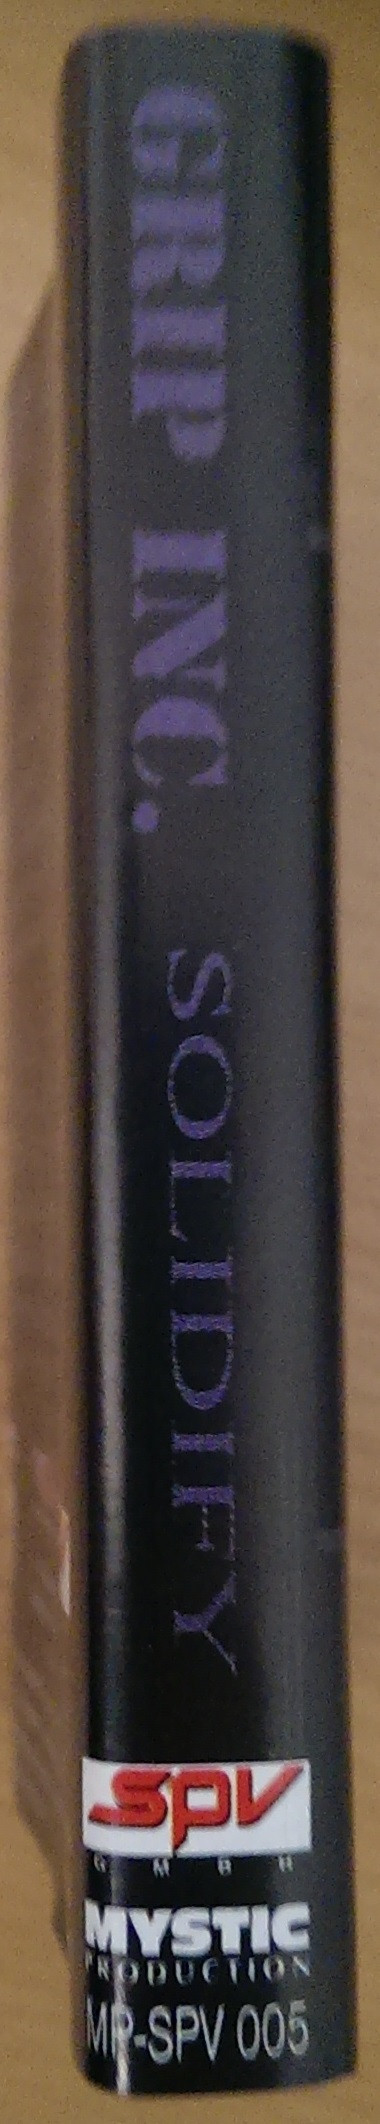 GRIP INC.
SOLIDIFY
SPV
GMBH
MYSTIC
PRODUCTION
MP-SPV 005